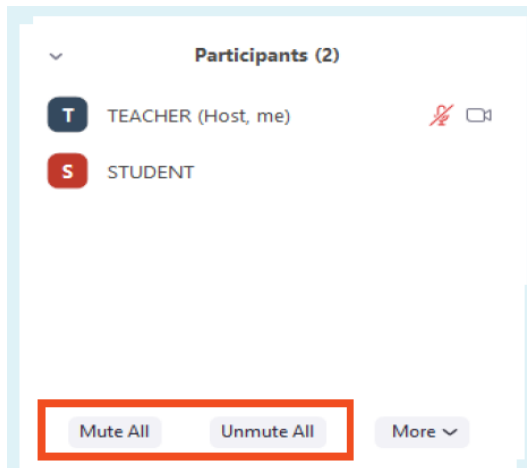 Participants (2)
T TEACHER (Host, me)
S STUDENT
Mute All Unmute All More